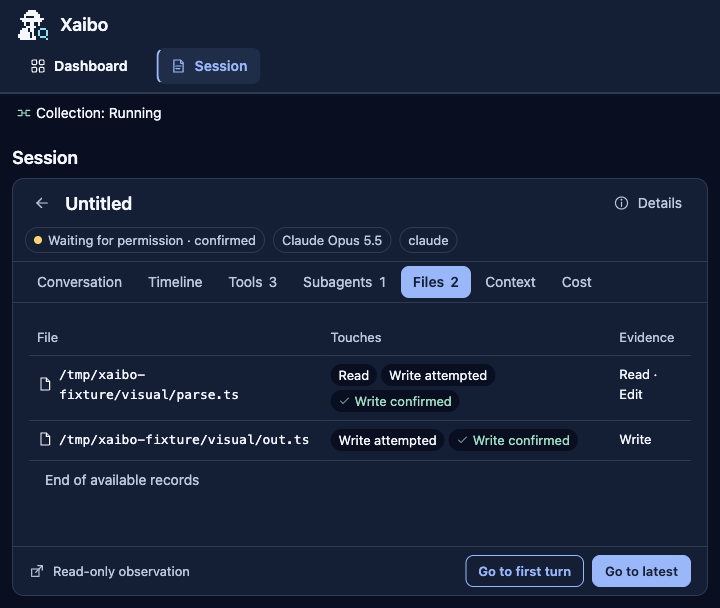 Xaibo
Dashboard
Session
Collection: Running
Session
Untitled
Details
Waiting for permission · confirmed
Claude Opus 5.5
claude
Conversation
Timeline
Tools 3
Subagents 1
Files 2
Context
Cost
File
Touches
Evidence
/tmp/xaibo-
fixture/visual/parse.ts
Read
Write attempted
Write confirmed
Read ·
Edit
/tmp/xaibo-fixture/visual/out.ts
Write attempted
Write confirmed
Write
End of available records
Read-only observation
Go to first turn
Go to latest